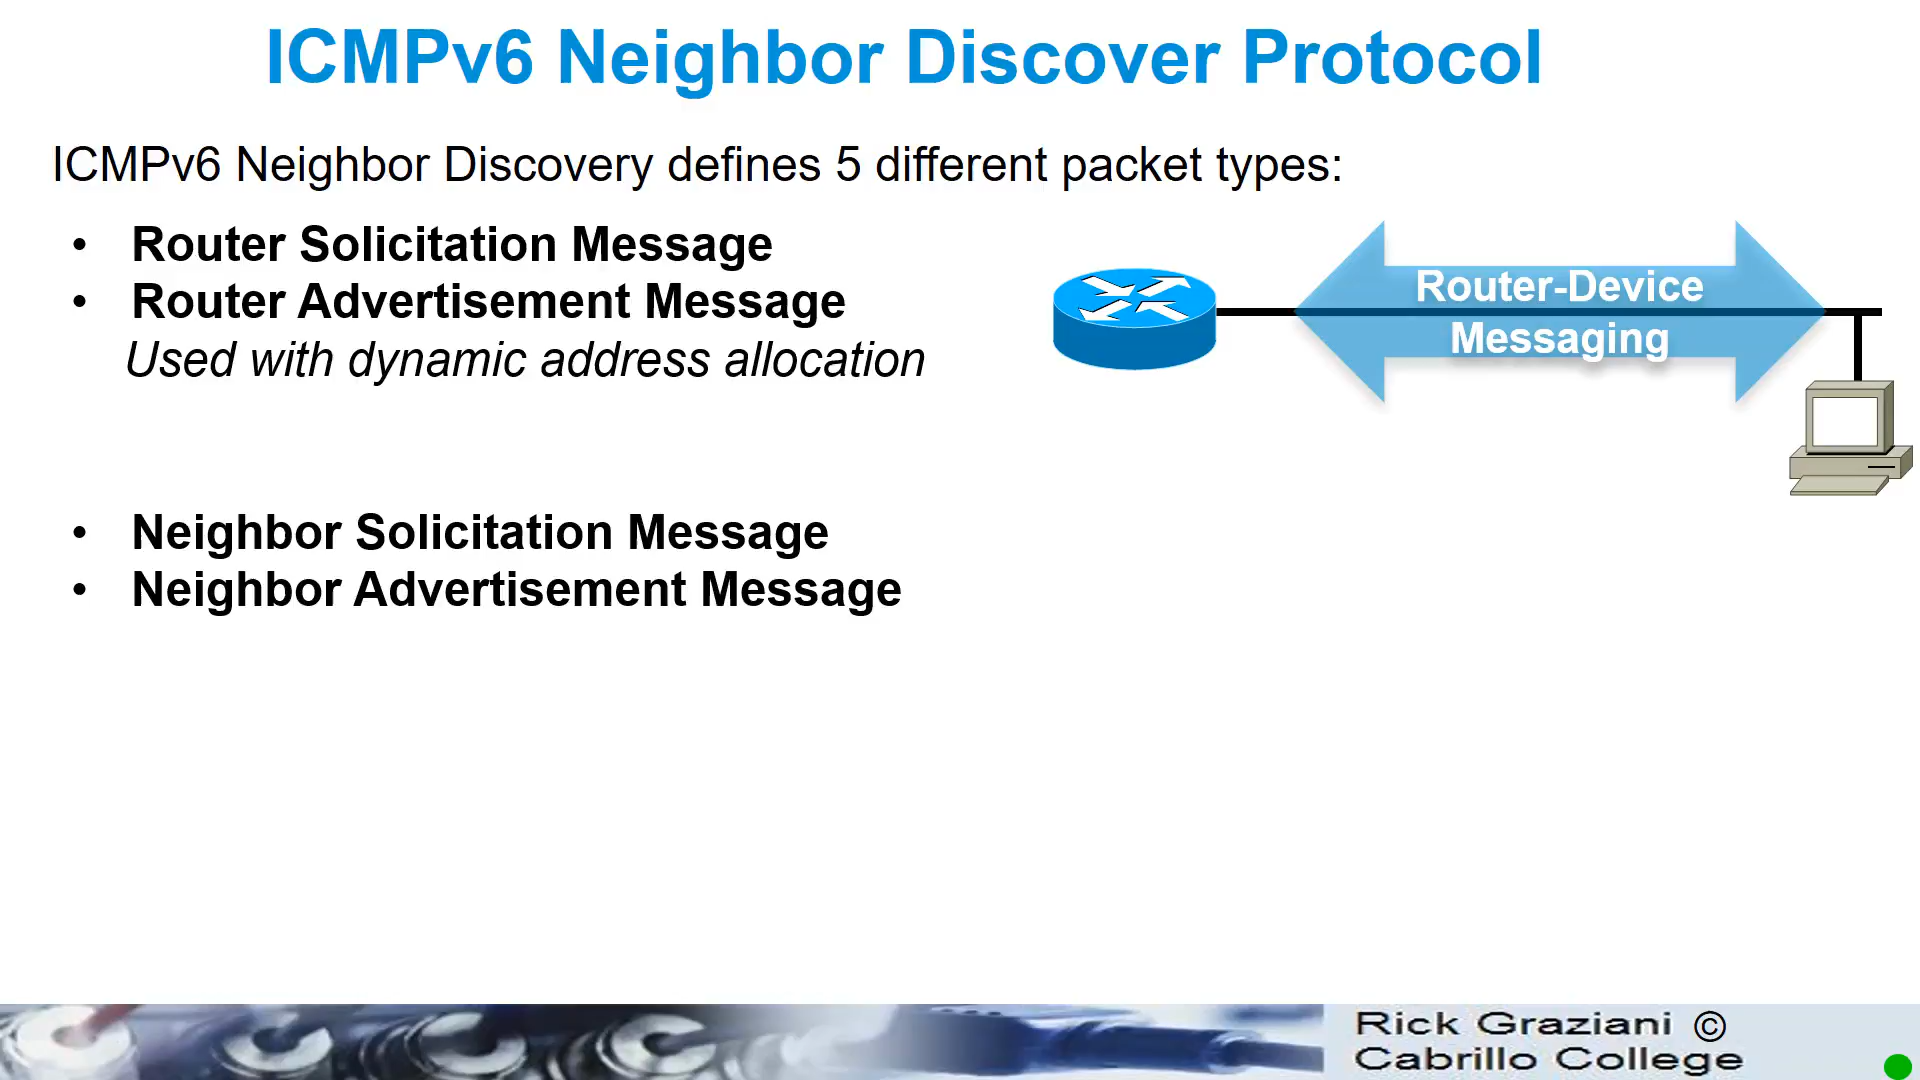 ICMPv6 Neighbor Discover Protocol
ICMPv6 Neighbor Discovery defines 5 different packet types:
• Router Solicitation Message
• Router Advertisement Message
Used with dynamic address allocation
Router-Device
Messaging
• Neighbor Solicitation Message
• Neighbor Advertisement Message
Rick Graziani ©
Cabrillo College